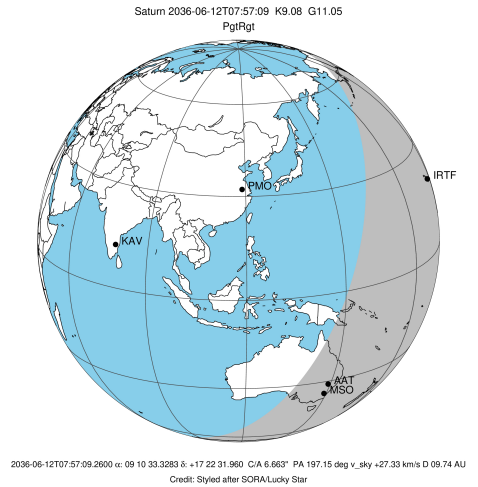 Saturn 2036-06-12T07:57:09  K9.08  G11.05
PgtRgt
IRTF
PMO
KAV
AAT
MSO
2036-06-12T07:57:09.2600 α: 09 10 33.3283 δ: +17 22 31.960  C/A 6.663" PA 197.15 deg v_sky +27.33 km/s D 09.74 AU
Credit: Styled after SORA/Lucky Star